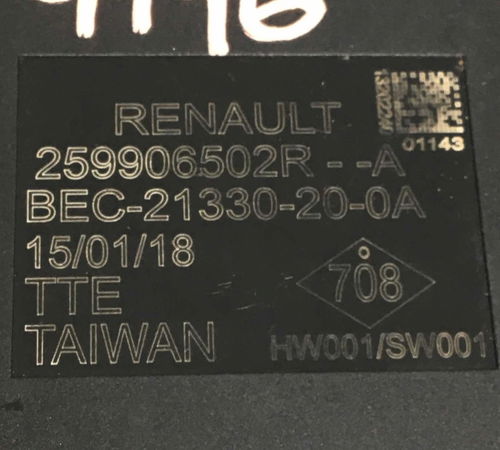 RENAULT
01143
259906502R - - A
BEC-21330-20-0A
15/01/18
708
TTE
TAIWAN
HW001/SW001